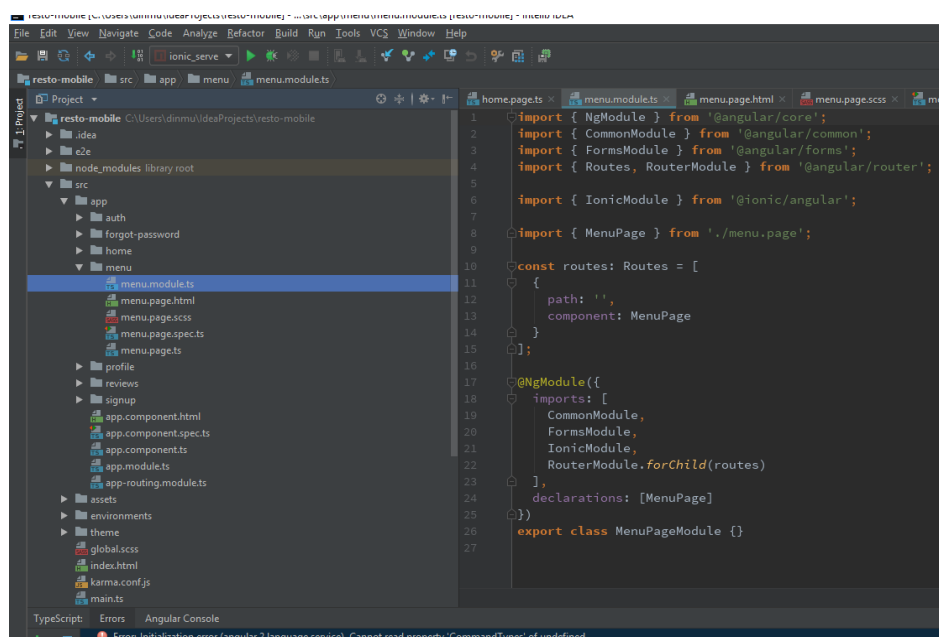 resto-mobile [C:\Users\dinmu\IdeaProjects\resto-mobile] - ...\src\app\menu\menu.module.ts [resto-mobile] - IntelliJ IDEA
File Edit View Navigate Code Analyze Refactor Build Run Tools VCS Window Help
ionic_serve
resto-mobile src app menu menu.module.ts
Project
1: Project
home.page.ts menu.module.ts menu.page.html menu.page.scss
resto-mobile C:\Users\dinmu\IdeaProjects\resto-mobile
.idea
e2e
node_modules library root
src
app
auth
forgot-password
home
menu
menu.module.ts
menu.page.html
menu.page.scss
menu.page.spec.ts
menu.page.ts
profile
reviews
signup
app.component.html
app.component.spec.ts
app.component.ts
app.module.ts
app-routing.module.ts
assets
environments
theme
global.scss
index.html
karma.conf.js
main.ts
1 import { NgModule } from '@angular/core';
2 import { CommonModule } from '@angular/common';
3 import { FormsModule } from '@angular/forms';
4 import { Routes, RouterModule } from '@angular/router';
5
6 import { IonicModule } from '@ionic/angular';
7
8 import { MenuPage } from './menu.page';
9
10 const routes: Routes = [
11 {
12 path: '',
13 component: MenuPage
14 }
15 ];
16
17 @NgModule({
18 imports: [
19 CommonModule,
20 FormsModule,
21 IonicModule,
22 RouterModule.forChild(routes)
23 ],
24 declarations: [MenuPage]
25 })
26 export class MenuPageModule {}
27
TypeScript: Errors Angular Console
Error: Initialization error (angular 2 language service). Cannot read property 'CommandTypes' of undefined